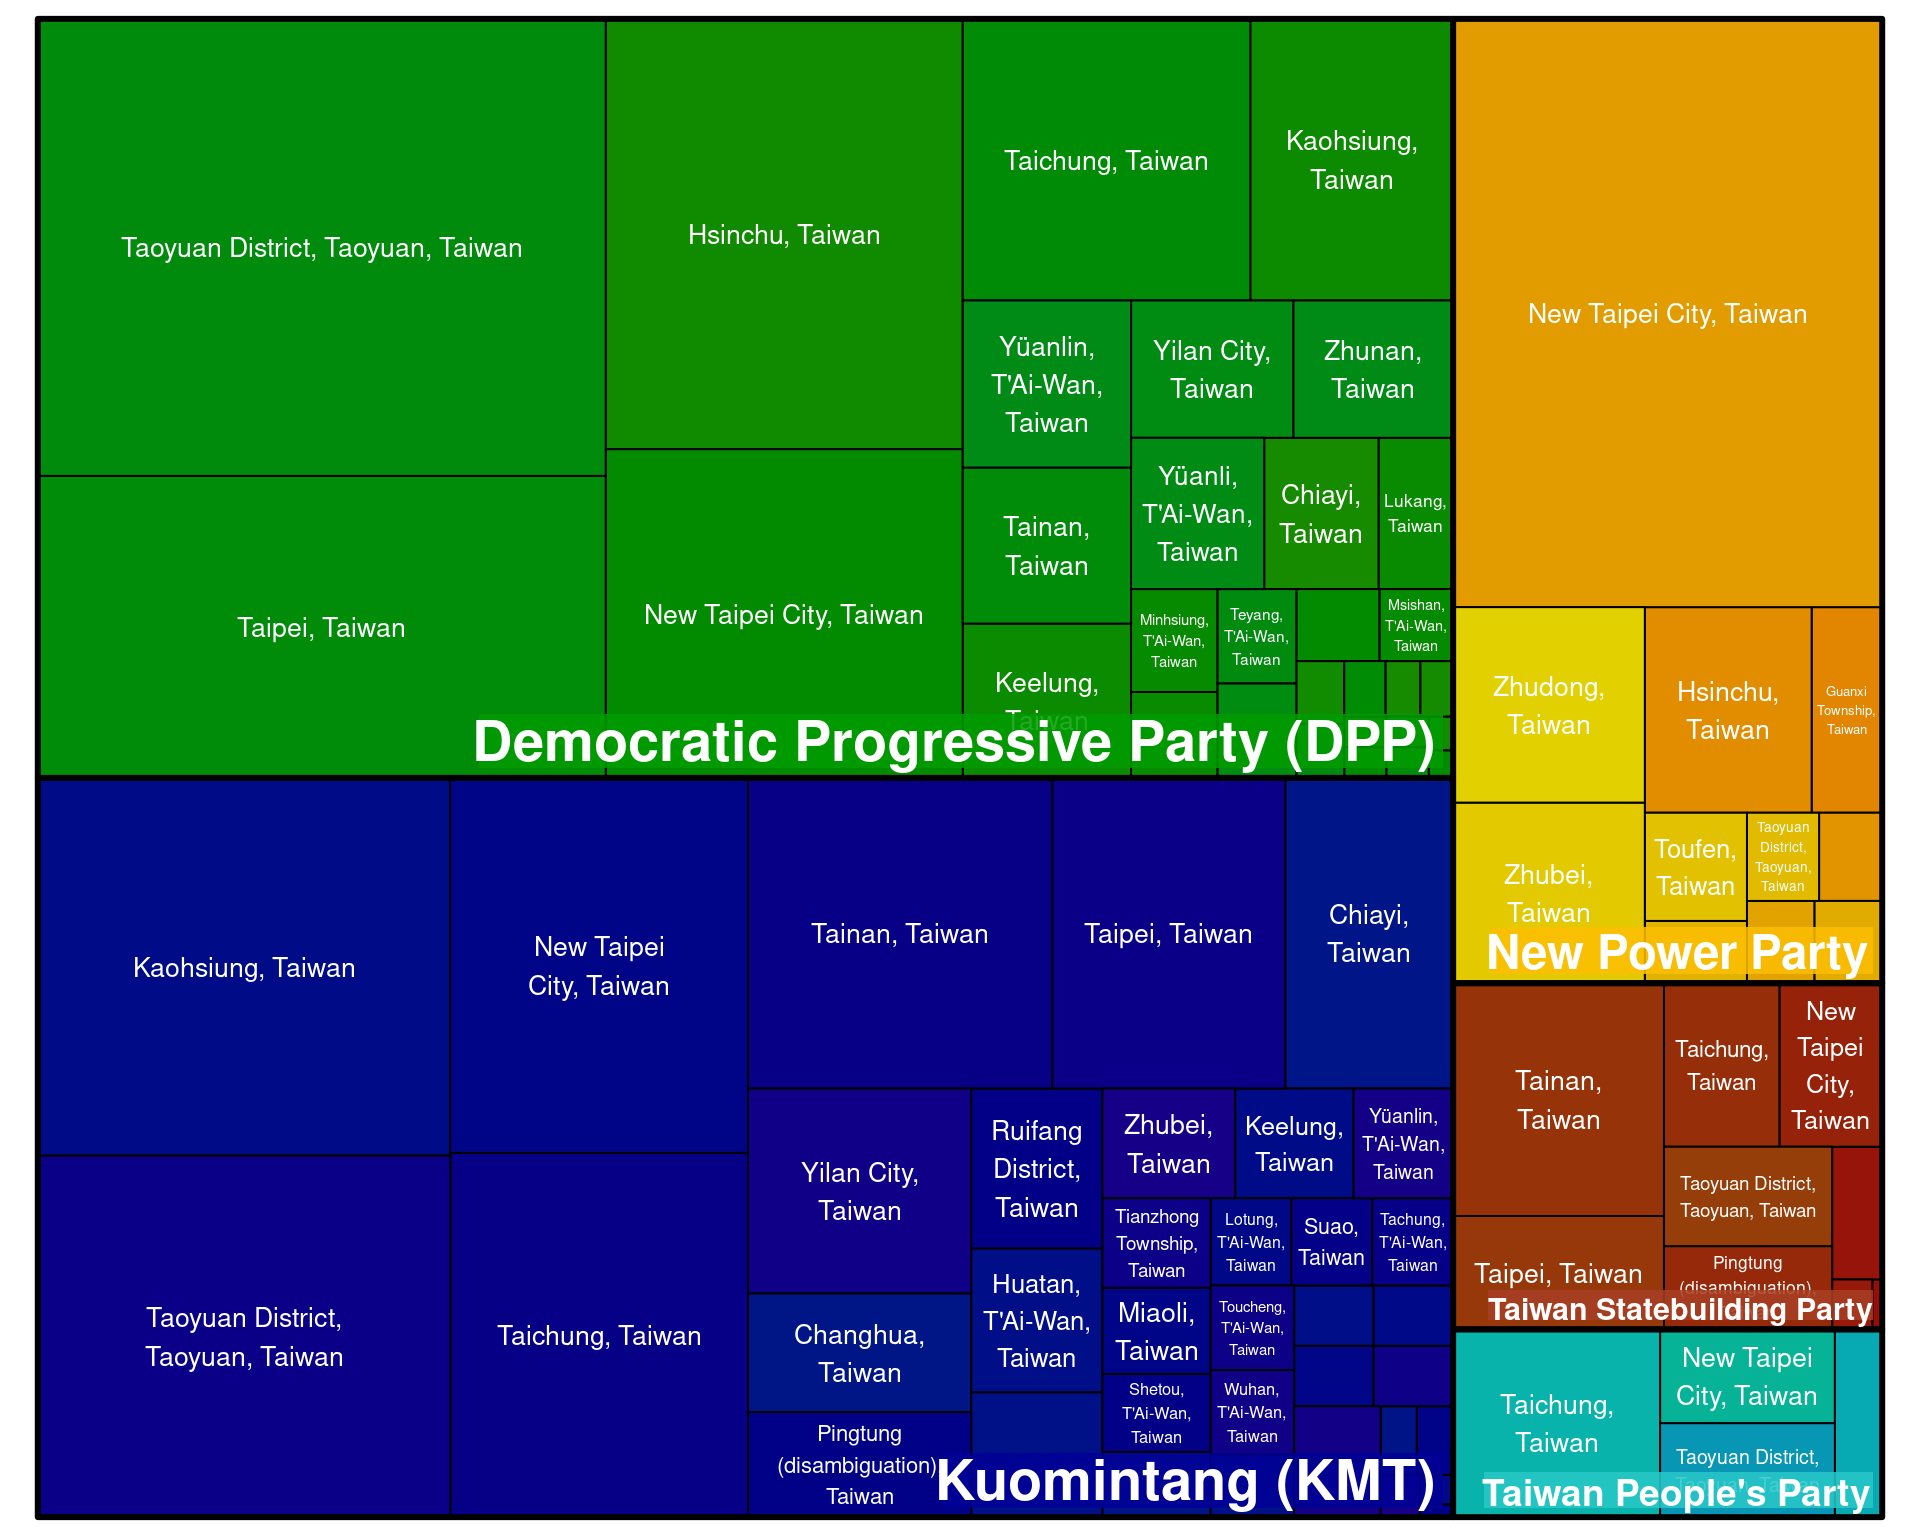 Taoyuan District, Taoyuan, Taiwan
Taipei, Taiwan
Hsinchu, Taiwan
New Taipei City, Taiwan
Taichung, Taiwan
Kaohsiung,
Taiwan
Yüanlin,
T'Ai-Wan,
Taiwan
Yilan City,
Taiwan
Zhunan,
Taiwan
Tainan,
Taiwan
Yüanli,
T'Ai-Wan,
Taiwan
Chiayi,
Taiwan
Lukang,
Taiwan
Keelung,
Taiwan
Minhsiung,
T'Ai-Wan,
Taiwan
Teyang,
T'Ai-Wan,
Taiwan
Msishan,
T'Ai-Wan,
Taiwan
Democratic Progressive Party (DPP)
Kaohsiung, Taiwan
Taoyuan District,
Taoyuan, Taiwan
New Taipei
City, Taiwan
Taichung, Taiwan
Tainan, Taiwan
Taipei, Taiwan
Chiayi,
Taiwan
Yilan City,
Taiwan
Changhua,
Taiwan
Pingtung
(disambiguation),
Taiwan
Ruifang
District,
Taiwan
Huatan,
T'Ai-Wan,
Taiwan
Zhubei,
Taiwan
Keelung,
Taiwan
Yüanlin,
T'Ai-Wan,
Taiwan
Tianzhong
Township,
Taiwan
Lotung,
T'Ai-Wan,
Taiwan
Suao,
Taiwan
Tachung,
T'Ai-Wan,
Taiwan
Miaoli,
Taiwan
Toucheng,
T'Ai-Wan,
Taiwan
Shetou,
T'Ai-Wan,
Taiwan
Wuhan,
T'Ai-Wan,
Taiwan
Kuomintang (KMT)
New Taipei City, Taiwan
Zhudong,
Taiwan
Hsinchu,
Taiwan
Guanxi
Township,
Taiwan
Zhubei,
Taiwan
Toufen,
Taiwan
Taoyuan
District,
Taoyuan,
Taiwan
New Power Party
Tainan,
Taiwan
Taichung,
Taiwan
New
Taipei
City,
Taiwan
Taipei, Taiwan
Taoyuan District,
Taoyuan, Taiwan
Pingtung
(disambiguation),
Taiwan Statebuilding Party
Taichung,
Taiwan
New Taipei
City, Taiwan
Taoyuan District,
Taoyuan, Taiwan
Taiwan People's Party